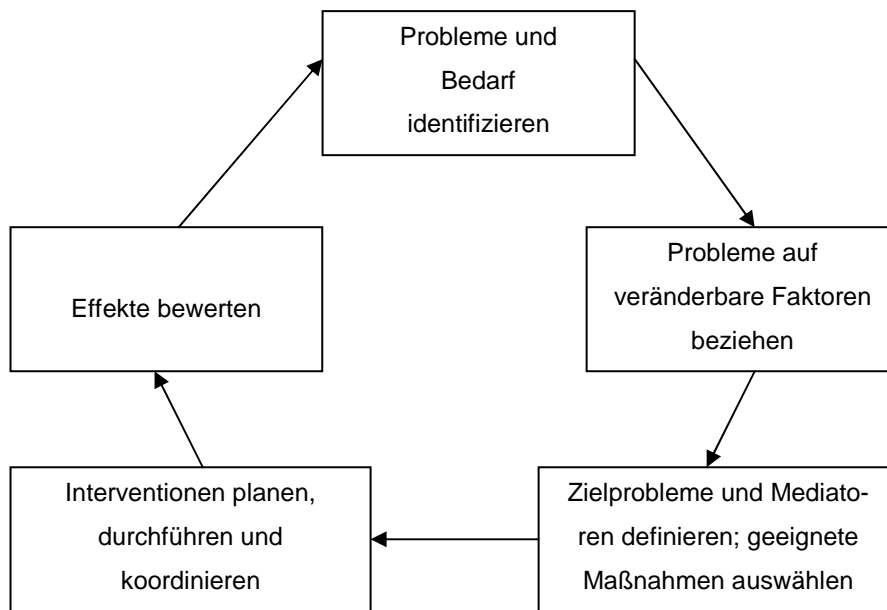 Probleme und
Bedarf
identifizieren
Probleme auf
veränderbare Faktoren
beziehen
Zielprobleme und Mediato-
ren definieren; geeignete
Maßnahmen auswählen
Interventionen planen,
durchführen und
koordinieren
Effekte bewerten